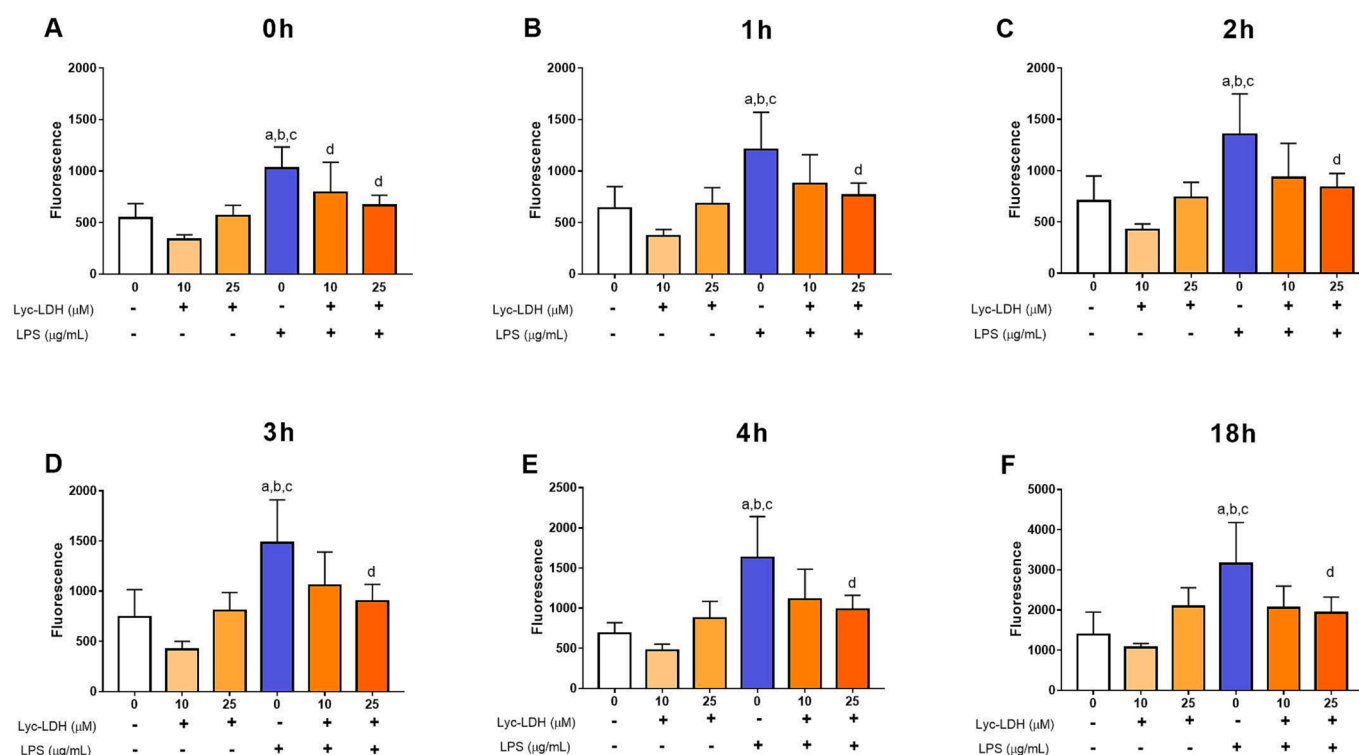 A 0h
2000
a,b,c
1500
d
1000
d
500
0
Fluorescence
0 10 25 0 10 25
Lyc-LDH (μM) - + + - + +
LPS (μg/mL) - - - + + +
B 1h
2000
a,b,c
1500
1000
d
500
0
Fluorescence
0 10 25 0 10 25
Lyc-LDH (μM) - + + - + +
LPS (μg/mL) - - - + + +
C 2h
2000
a,b,c
1500
1000
d
500
0
Fluorescence
0 10 25 0 10 25
Lyc-LDH (μM) - + + - + +
LPS (μg/mL) - - - + + +
D 3h
2000
a,b,c
1500
1000
d
500
0
Fluorescence
0 10 25 0 10 25
Lyc-LDH (μM) - + + - + +
LPS (μg/mL) - - - + + +
E 4h
2500
a,b,c
2000
1500
d
1000
500
0
Fluorescence
0 10 25 0 10 25
Lyc-LDH (μM) - + + - + +
LPS (μg/mL) - - - + + +
F 18h
5000
a,b,c
4000
3000
d
2000
1000
0
Fluorescence
0 10 25 0 10 25
Lyc-LDH (μM) - + + - + +
LPS (μg/mL) - - - + + +